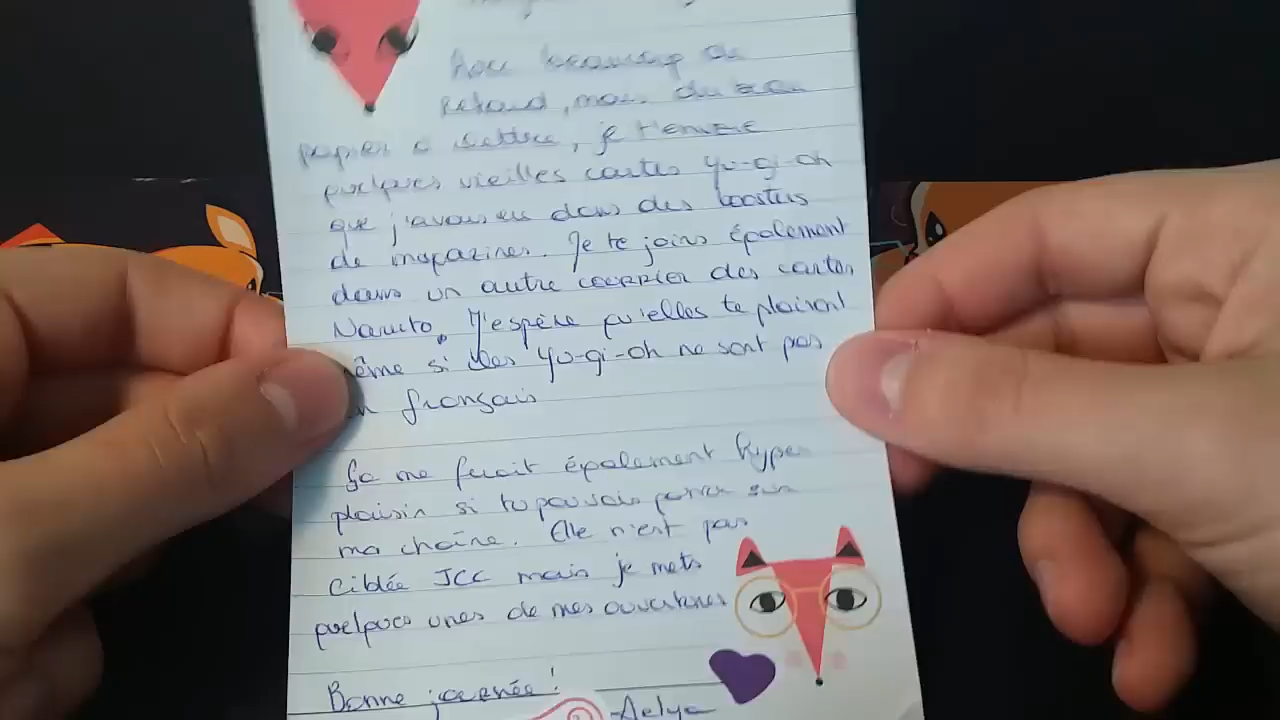 Avec beaucoup de
retard, mais du beau
papier à lettre, je t'envoie
quelques vieilles cartes Yu-gi-oh
que j'avais eu dans des boosters
de magazines. Je te joins également
dans un autre courrier des cartes
Naruto. J'espère qu'elles te plairont
ême si les Yu-gi-oh ne sont pas
n français
Ça me ferait également hyper
plaisir si tu pouvais passer sur
ma chaîne. Elle n'est pas
ciblée JCC mais je mets
quelques unes de mes ouvertures
Bonne journée !
Aelya